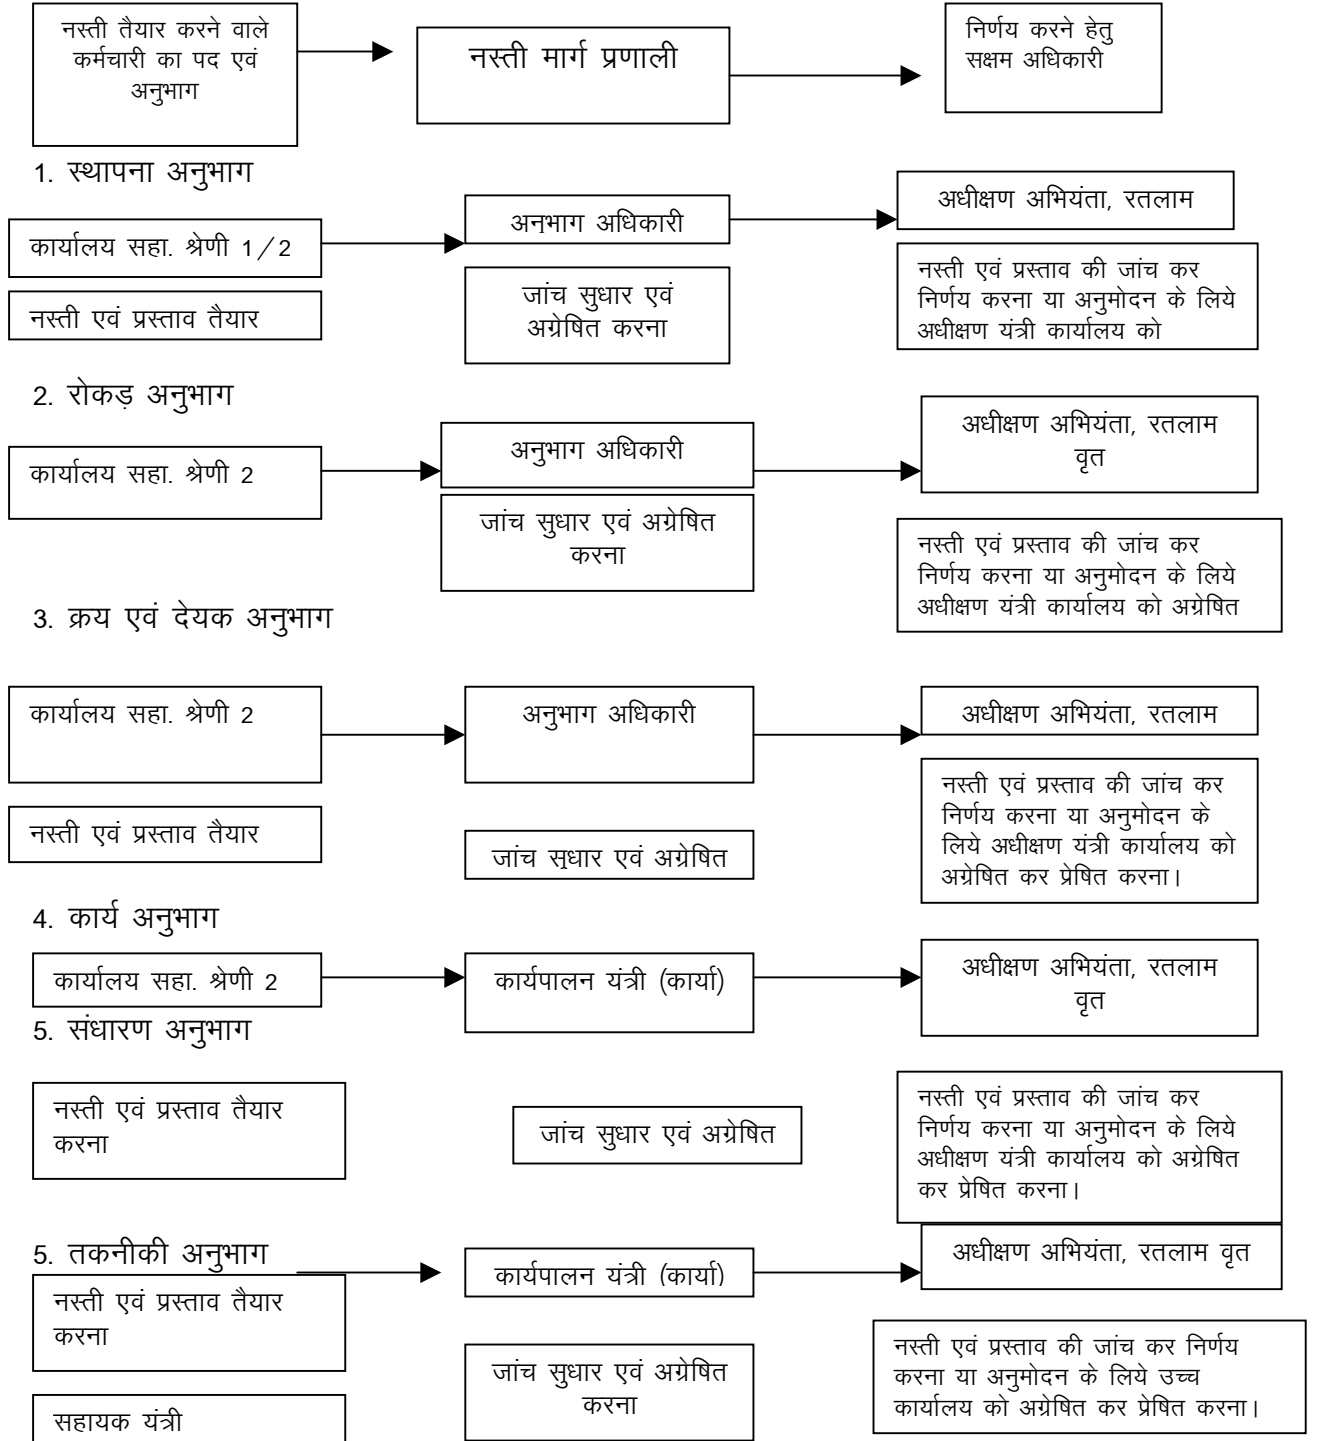 नस्ती तैयार करने वाले
कर्मचारी का पद एवं
अनुभाग
नस्ती मार्ग प्रणाली
निर्णय करने हेतु
सक्षम अधिकारी
1. स्थापना अनुभाग
कार्यालय सहा. श्रेणी 1/2
नस्ती एवं प्रस्ताव तैयार
अनुभाग अधिकारी
जांच सुधार एवं
अग्रेषित करना
अधीक्षण अभियंता, रतलाम
नस्ती एवं प्रस्ताव की जांच कर
निर्णय करना या अनुमोदन के लिये
अधीक्षण यंत्री कार्यालय को
2. रोकड़ अनुभाग
कार्यालय सहा. श्रेणी 2
अनुभाग अधिकारी
जांच सुधार एवं अग्रेषित
करना
अधीक्षण अभियंता, रतलाम
वृत
नस्ती एवं प्रस्ताव की जांच कर
निर्णय करना या अनुमोदन के लिये
अधीक्षण यंत्री कार्यालय को अग्रेषित
3. क्रय एवं देयक अनुभाग
कार्यालय सहा. श्रेणी 2
नस्ती एवं प्रस्ताव तैयार
अनुभाग अधिकारी
जांच सुधार एवं अग्रेषित
अधीक्षण अभियंता, रतलाम
नस्ती एवं प्रस्ताव की जांच कर
निर्णय करना या अनुमोदन के
लिये अधीक्षण यंत्री कार्यालय को
अग्रेषित कर प्रेषित करना।
4. कार्य अनुभाग
कार्यालय सहा. श्रेणी 2
कार्यपालन यंत्री (कार्या)
अधीक्षण अभियंता, रतलाम
वृत
5. संधारण अनुभाग
नस्ती एवं प्रस्ताव तैयार
करना
जांच सुधार एवं अग्रेषित
नस्ती एवं प्रस्ताव की जांच कर
निर्णय करना या अनुमोदन के लिये
अधीक्षण यंत्री कार्यालय को अग्रेषित
कर प्रेषित करना।
5. तकनीकी अनुभाग
नस्ती एवं प्रस्ताव तैयार
करना
सहायक यंत्री
कार्यपालन यंत्री (कार्या)
जांच सुधार एवं अग्रेषित
करना
अधीक्षण अभियंता, रतलाम वृत
नस्ती एवं प्रस्ताव की जांच कर निर्णय
करना या अनुमोदन के लिये उच्च
कार्यालय को अग्रेषित कर प्रेषित करना।